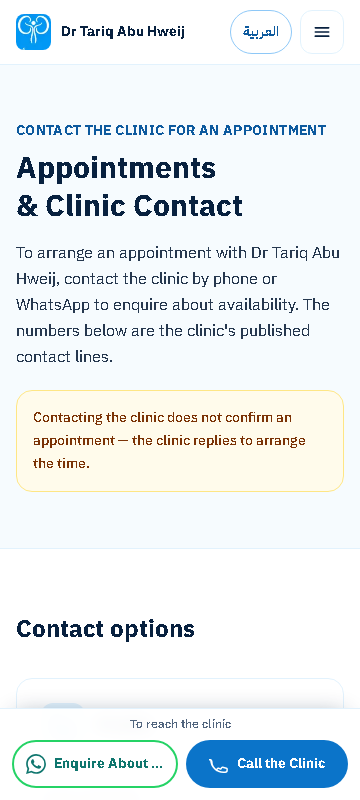 Dr Tariq Abu Hweij
العربية
CONTACT THE CLINIC FOR AN APPOINTMENT
Appointments
& Clinic Contact
To arrange an appointment with Dr Tariq Abu
Hweij, contact the clinic by phone or
WhatsApp to enquire about availability. The
numbers below are the clinic's published
contact lines.
Contacting the clinic does not confirm an
appointment — the clinic replies to arrange
the time.
Contact options
To reach the clinic
Enquire About ...
Call the Clinic